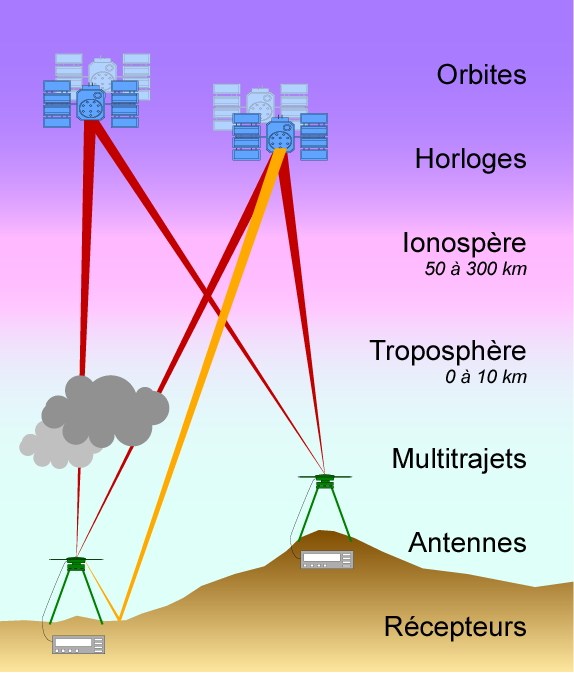 Orbites
Horloges
Ionospère
50 à 300 km
Troposphère
0 à 10 km
Multitrajets
Antennes
Récepteurs